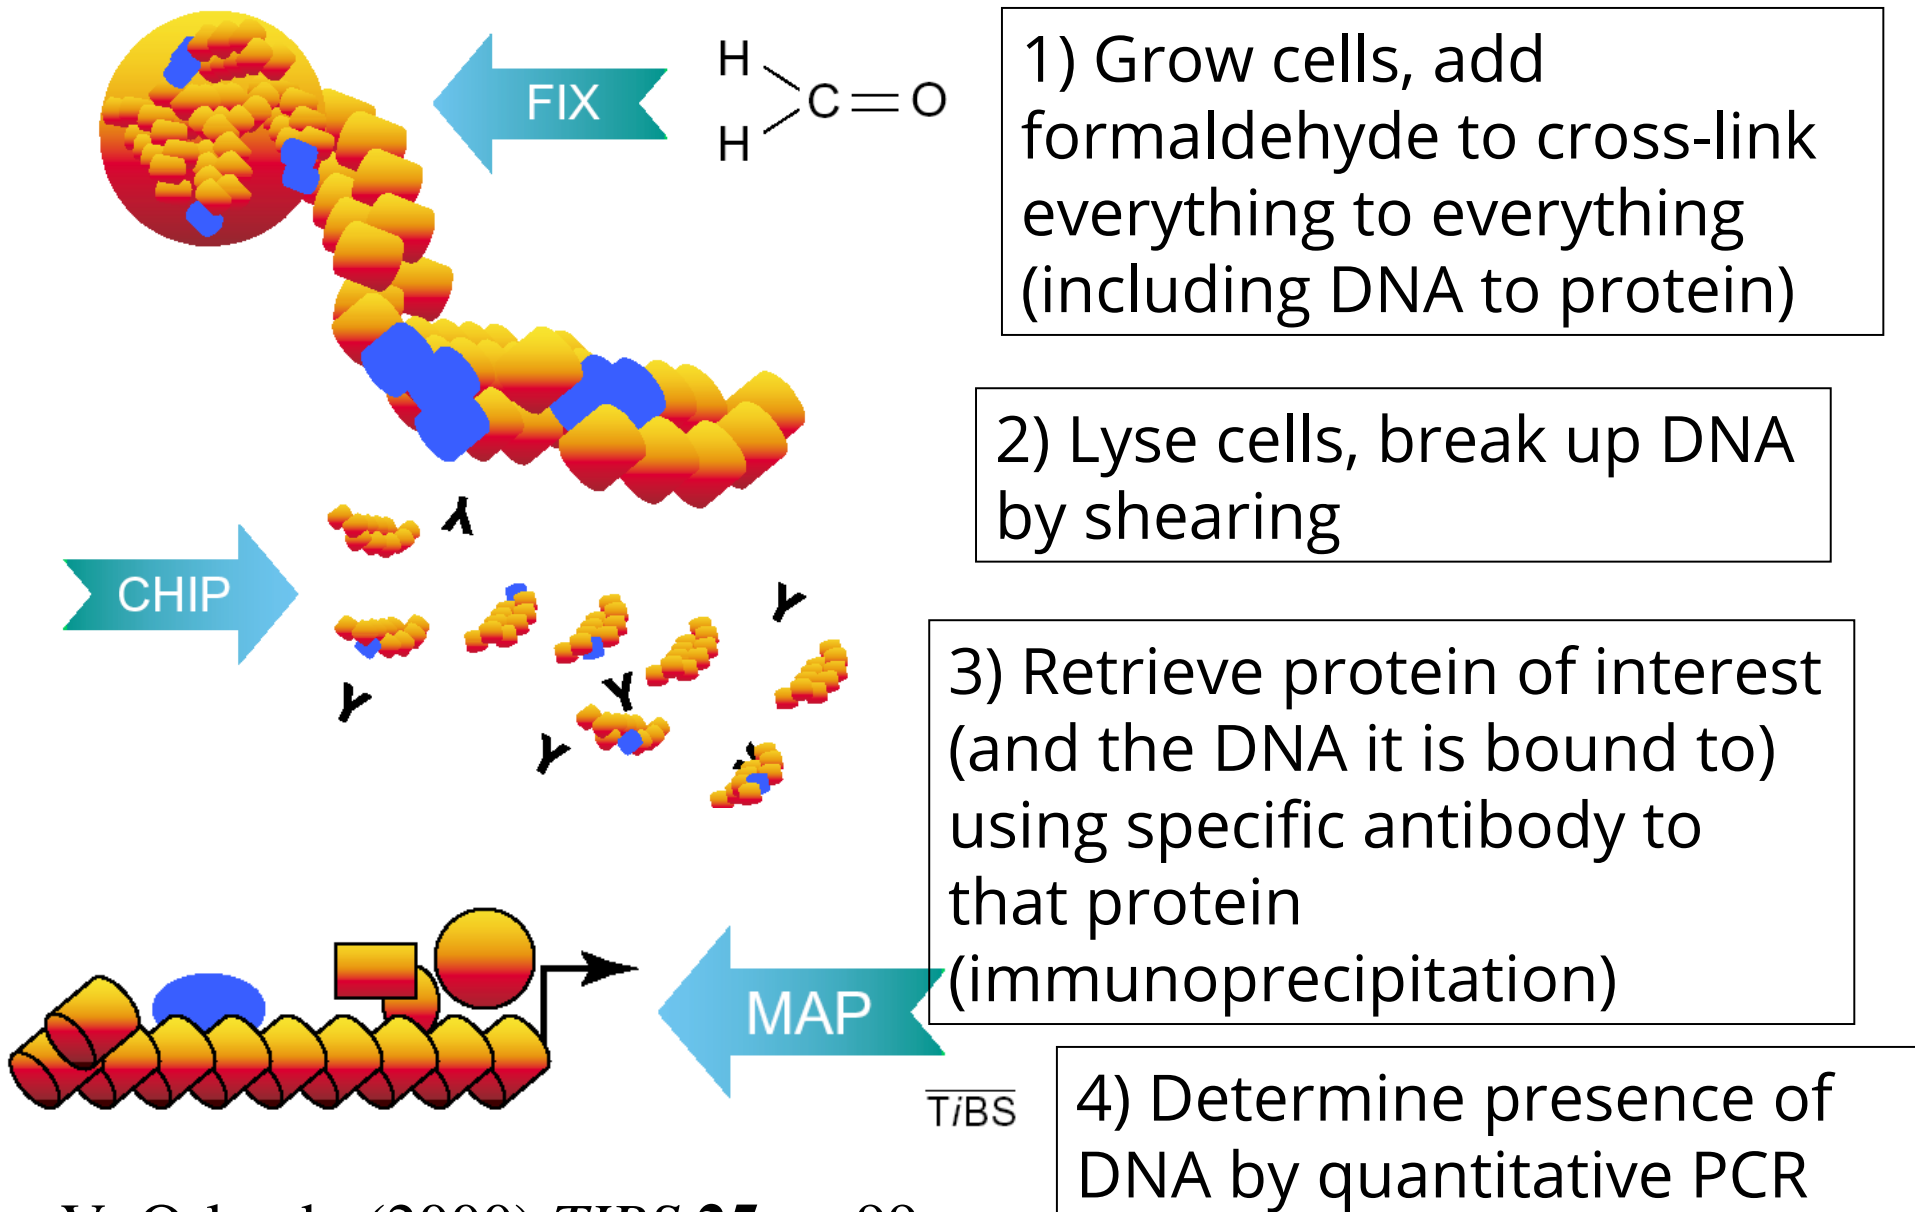 FIX
H
C
O
H
1) Grow cells, add
formaldehyde to cross-link
everything to everything
(including DNA to protein)
2) Lyse cells, break up DNA
by shearing
CHIP
3) Retrieve protein of interest
(and the DNA it is bound to)
using specific antibody to
that protein
(immunoprecipitation)
MAP
TiBS
4) Determine presence of
DNA by quantitative PCR